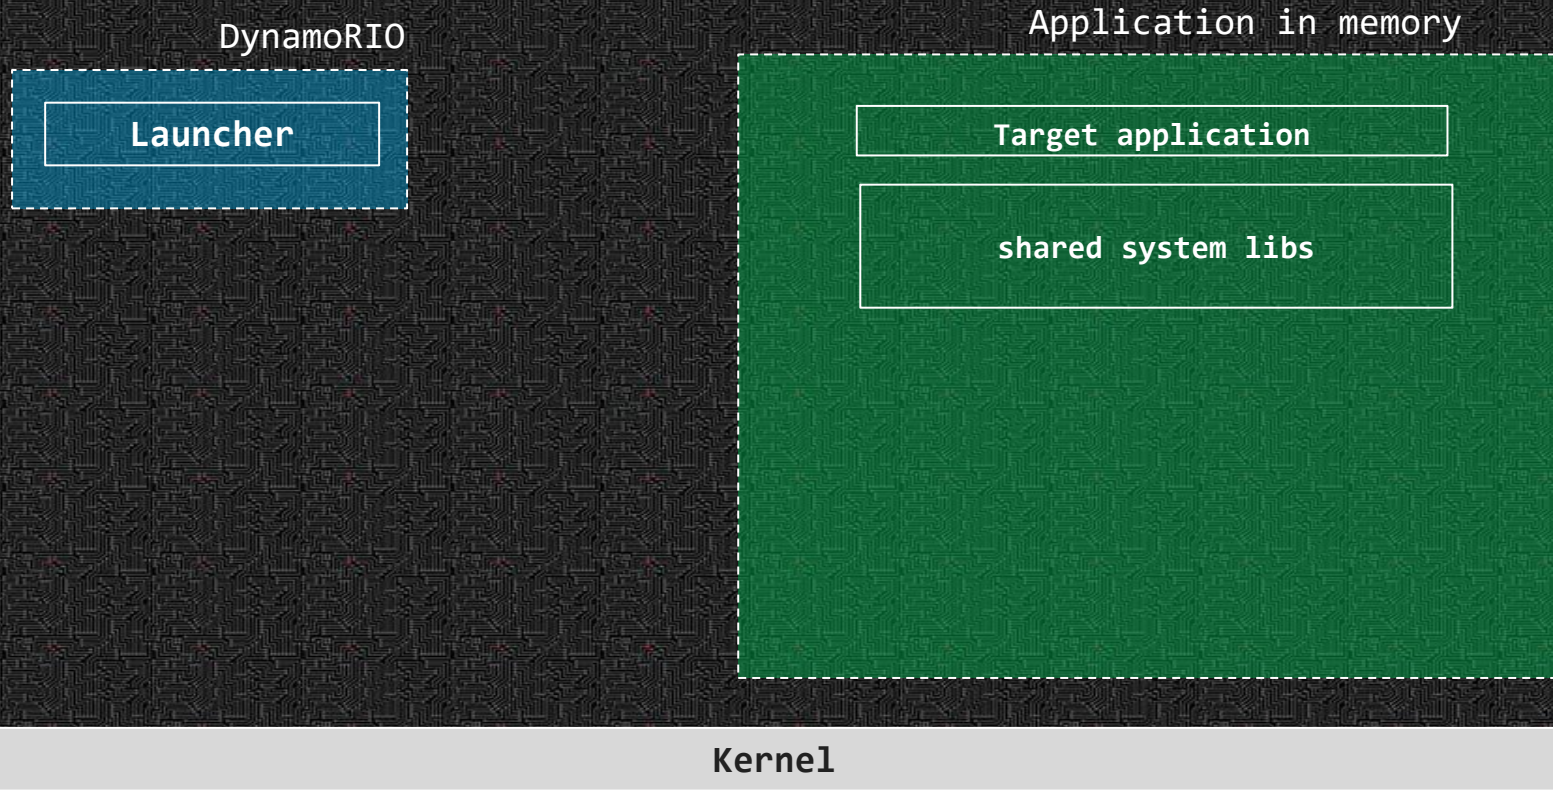 DynamoRIO
Application in memory
Launcher
Target application
shared system libs
Kernel